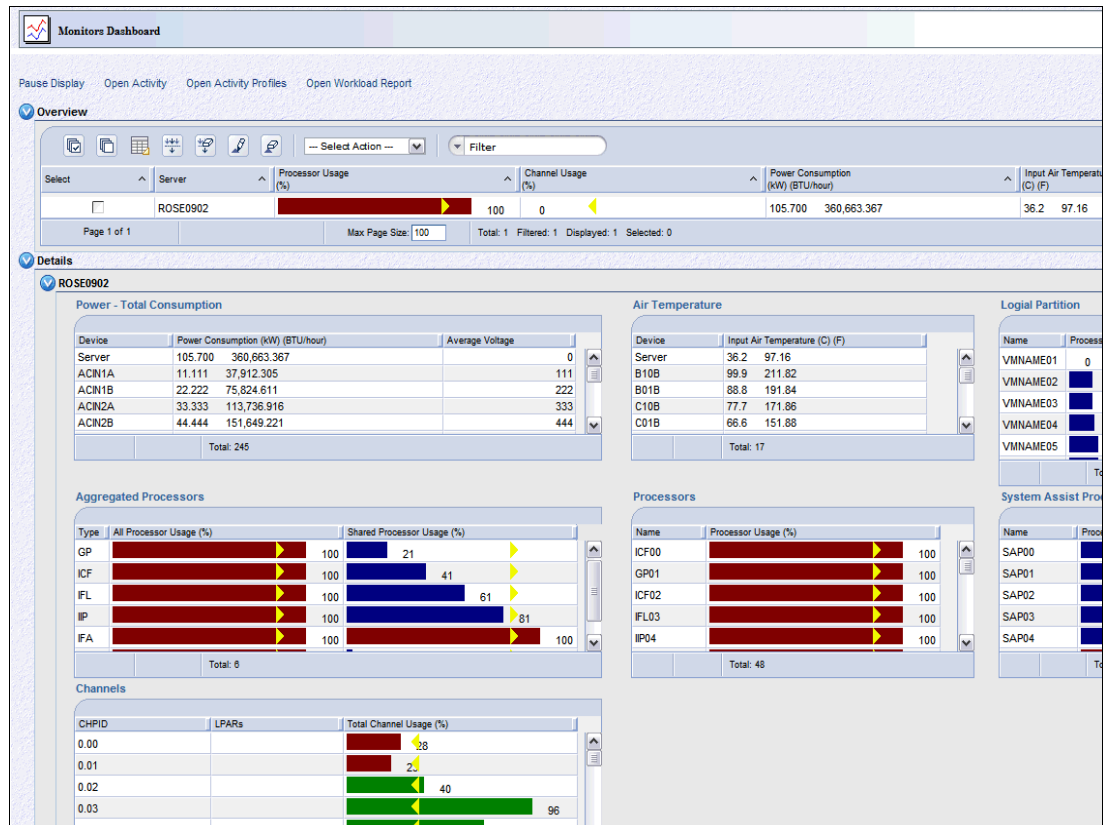 Monitors Dashboard
Pause Display Open Activity Open Activity Profiles Open Workload Report
Overview
--- Select Action --- Filter
Select Server Processor Usage (%) Channel Usage (%) Power Consumption (kW) (BTU/hour) Input Air Temperatu (C) (F)
ROSE0902 100 0 105.700 360,663.367 36.2 97.16
Page 1 of 1 Max Page Size: 100 Total: 1 Filtered: 1 Displayed: 1 Selected: 0
Details
ROSE0902
Power - Total Consumption
Device Power Consumption (kW) (BTU/hour) Average Voltage
Server 105.700 360,663.367 0
ACIN1A 11.111 37,912.305 111
ACIN1B 22.222 75,824.611 222
ACIN2A 33.333 113,736.916 333
ACIN2B 44.444 151,649.221 444
Total: 245
Air Temperature
Device Input Air Temperature (C) (F)
Server 36.2 97.16
B10B 99.9 211.82
B01B 88.8 191.84
C10B 77.7 171.86
C01B 66.6 151.88
Total: 17
Logial Partition
Name Process
VMNAME01 0
VMNAME02
VMNAME03
VMNAME04
VMNAME05
To
Aggregated Processors
Type All Processor Usage (%) Shared Processor Usage (%)
GP 100 21
ICF 100 41
IFL 100 61
IIP 100 81
IFA 100 100
Total: 6
Processors
Name Processor Usage (%)
ICF00 100
GP01 100
ICF02 100
IFL03 100
IIP04 100
Total: 48
System Assist Proc
Name Proce
SAP00
SAP01
SAP02
SAP03
SAP04
To
Channels
CHPID LPARs Total Channel Usage (%)
0.00 28
0.01
0.02 40
0.03 96